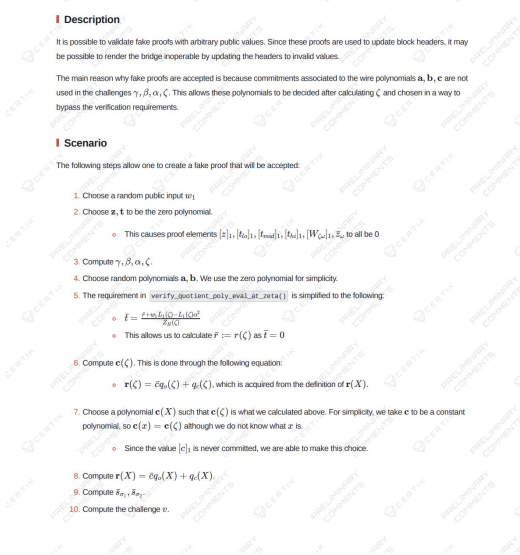 Description
It is possible to validate fake proofs with arbitrary public values. Since these proofs are used to update block headers, it may
be possible to render the bridge inoperable by updating the headers to invalid values.
The main reason why fake proofs are accepted is because commitments associated to the wire polynomials a, b, c are not
used in the challenges γ, β, α, ζ. This allows these polynomials to be decided after calculating ζ and chosen in a way to
bypass the verification requirements.
Scenario
The following steps allow one to create a fake proof that will be accepted:
1. Choose a random public input w₁
2. Choose z, t to be the zero polynomial.
This causes proof elements [z]₁, [t_lo]₁, [t_mid]₁, [t_hi]₁, [W_ζω]₁, z̄_ω to all be 0
3. Compute γ, β, α, ζ.
4. Choose random polynomials a, b. We use the zero polynomial for simplicity.
5. The requirement in verify_quotient_poly_eval_at_zeta() is simplified to the following:
t̄ = (r̄ + w₁L₁(ζ) − L₁(ζ)α²) / Z_H(ζ)
This allows us to calculate r̄ := r(ζ) as t̄ = 0
6. Compute c(ζ). This is done through the following equation:
r(ζ) = c̄q_o(ζ) + q_c(ζ), which is acquired from the definition of r(X).
7. Choose a polynomial c(X) such that c(ζ) is what we calculated above. For simplicity, we take c to be a constant
polynomial, so c(x) = c(ζ) although we do not know what x is.
Since the value [c]₁ is never committed, we are able to make this choice.
8. Compute r(X) = c̄q_o(X) + q_c(X).
9. Compute s̄_σ₁, s̄_σ₂.
10. Compute the challenge v.
CERTIK
PRELIMINARY
COMMENTS